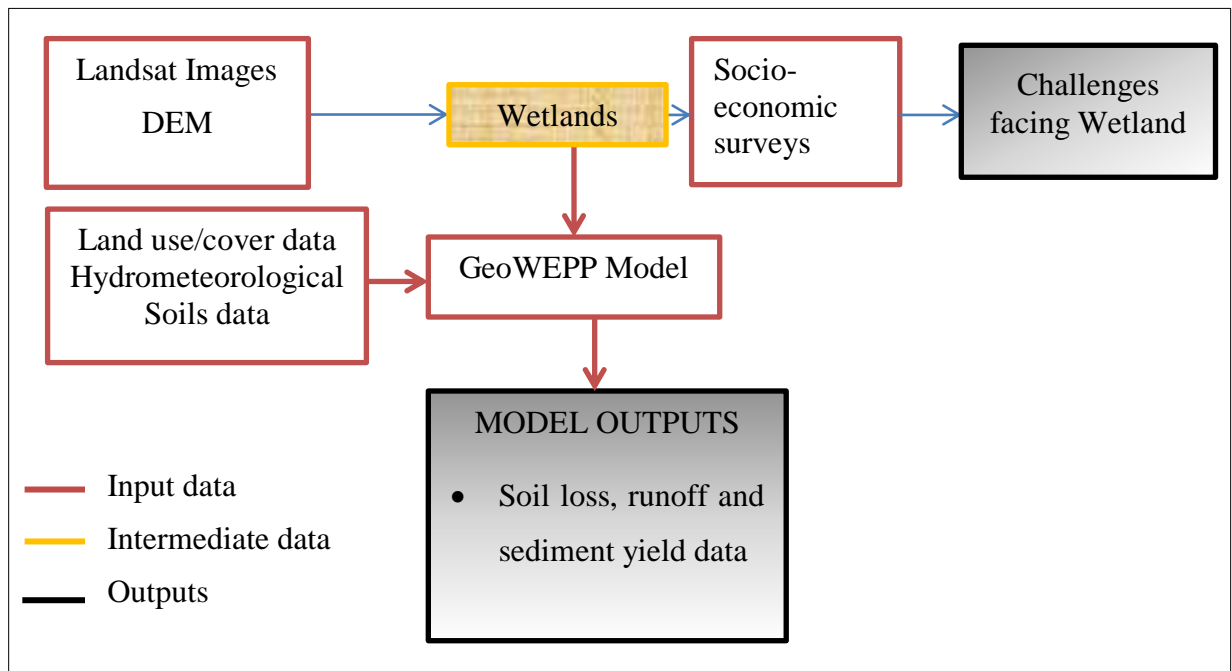 Landsat Images
DEM
Wetlands
Socio-
economic
surveys
Challenges
facing Wetland
Land use/cover data
Hydrometeorological
Soils data
GeoWEPP Model
MODEL OUTPUTS
• Soil loss, runoff and
sediment yield data
Input data
Intermediate data
Outputs